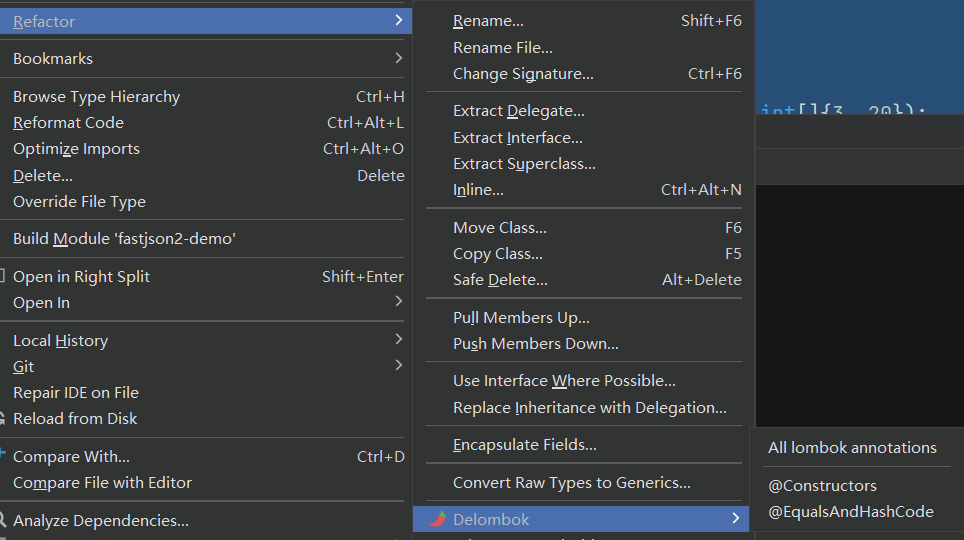 Refactor
Bookmarks
Browse Type Hierarchy Ctrl+H
Reformat Code Ctrl+Alt+L
Optimize Imports Ctrl+Alt+O
Delete... Delete
Override File Type
Build Module 'fastjson2-demo'
Open in Right Split Shift+Enter
Open In
Local History
Git
Repair IDE on File
Reload from Disk
Compare With... Ctrl+D
Compare File with Editor
Analyze Dependencies...
Rename... Shift+F6
Rename File...
Change Signature... Ctrl+F6
Extract Delegate...
Extract Interface...
Extract Superclass...
Inline... Ctrl+Alt+N
Move Class... F6
Copy Class... F5
Safe Delete... Alt+Delete
Pull Members Up...
Push Members Down...
Use Interface Where Possible...
Replace Inheritance with Delegation...
Encapsulate Fields...
Convert Raw Types to Generics...
Delombok
int[]{3, 20});
All lombok annotations
@Constructors
@EqualsAndHashCode